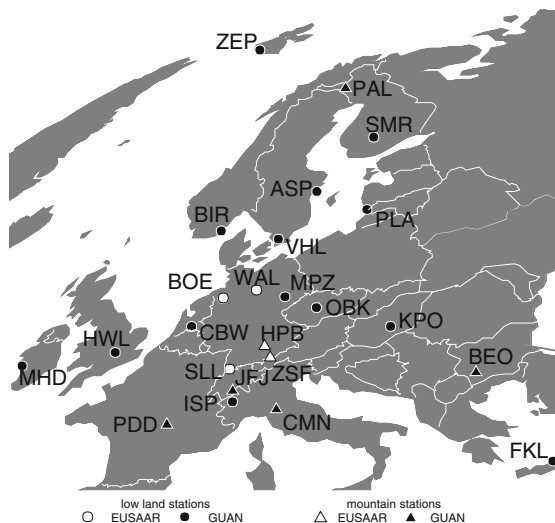 ZEP
PAL
SMR
ASP
BIR
PLA
VHL
BOE
WAL
MPZ
OBK
HWL
CBW
HPB
KPO
MHD
SLL
JFJ
ZSF
BEO
ISP
PDD
CMN
FKL
low land stations mountain stations
EUSAAR GUAN EUSAAR GUAN